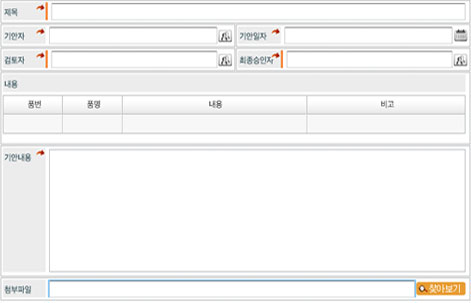 제목
기안자 기안일자
검토자 최종승인자
내용
품번 품명 내용 비고
기안내용
첨부파일 찾아보기